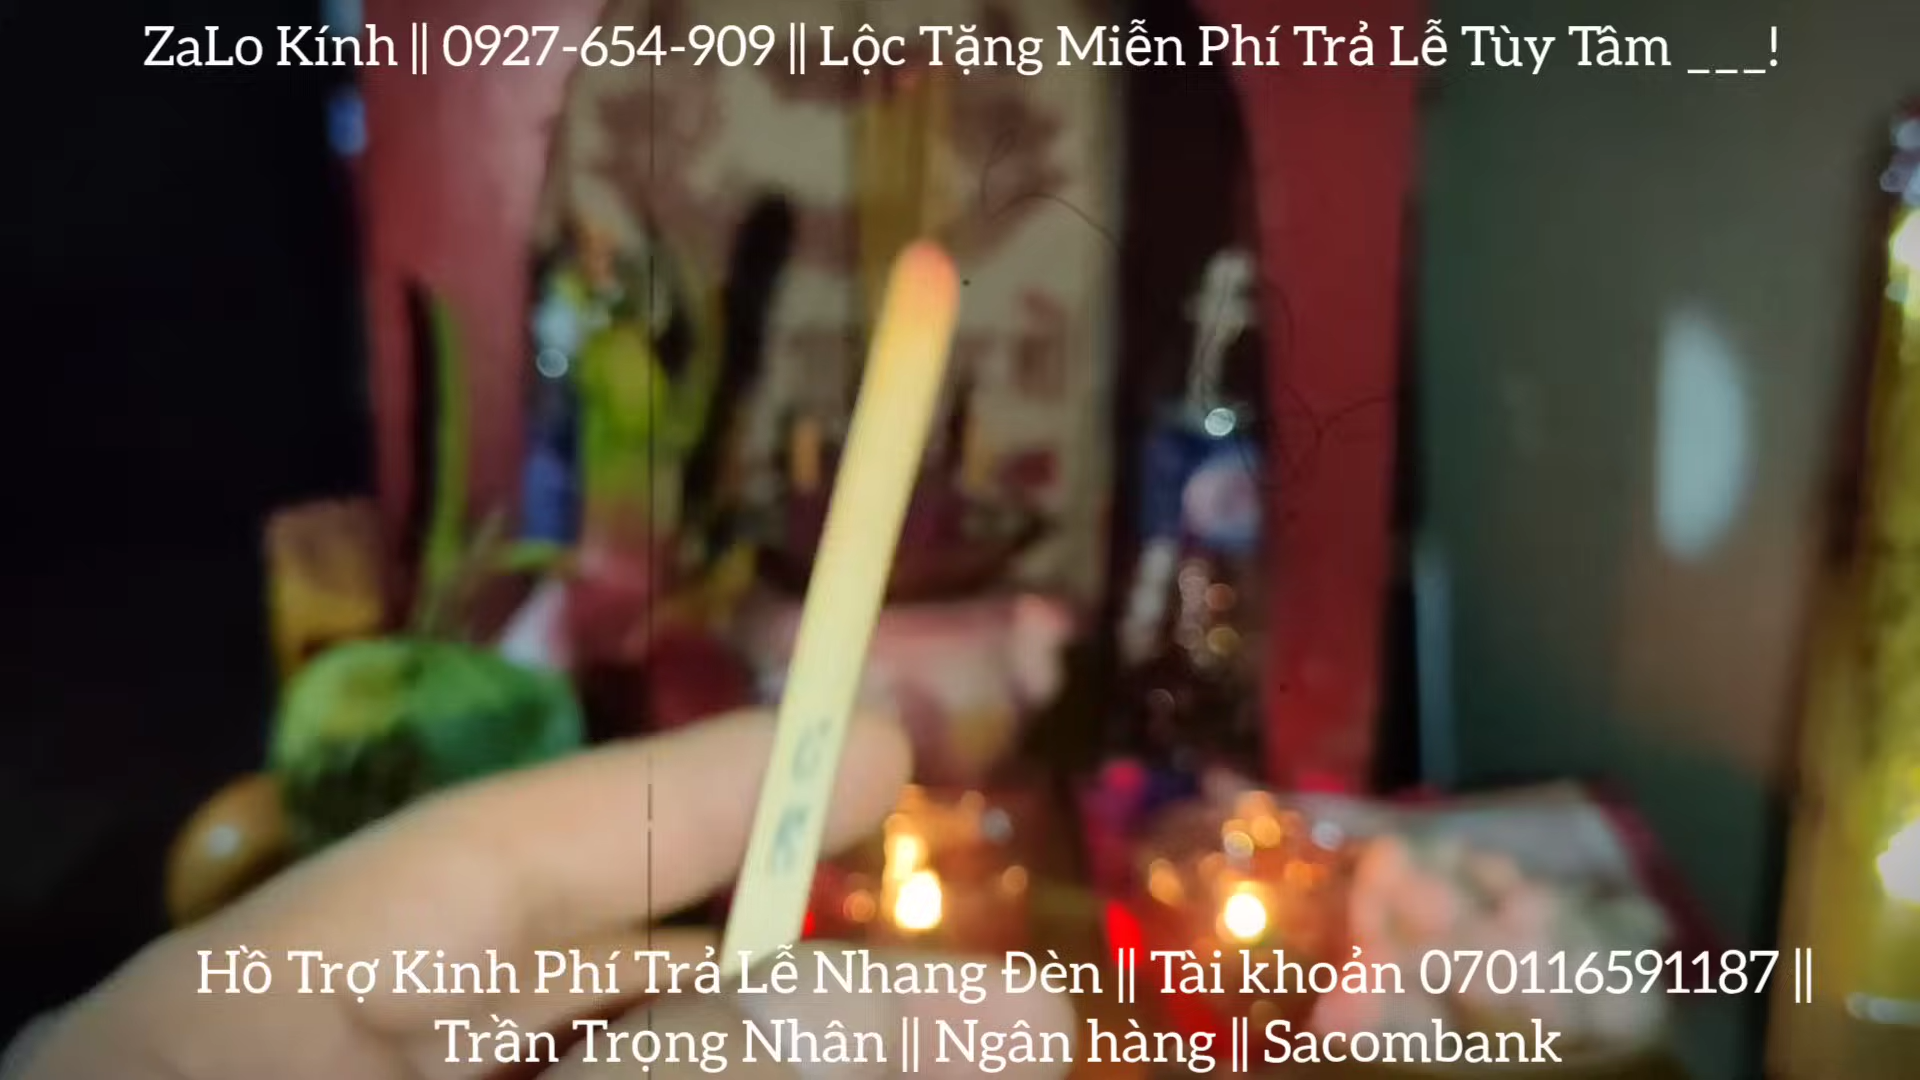 ZaLo Kính || 0927-654-909 || Lộc Tặng Miễn Phí Trả Lễ Tùy Tâm ___!
Hồ Trợ Kinh Phí Trả Lễ Nhang Đèn || Tài khoản 070116591187 ||
Trần Trọng Nhân || Ngân hàng || Sacombank